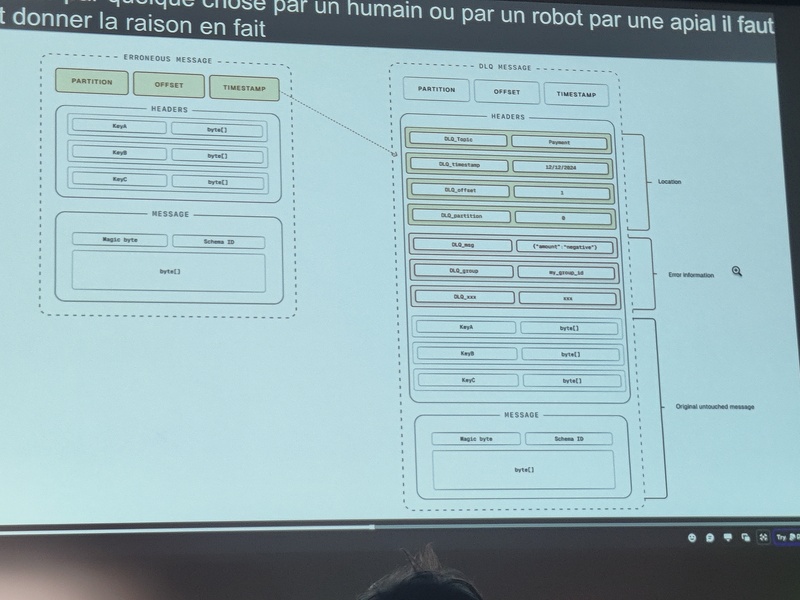 par quelque chose par un humain ou par un robot par une apial il faut
t donner la raison en fait
ERRONEOUS MESSAGE
PARTITION
OFFSET
TIMESTAMP
HEADERS
KeyA
byte[]
KeyB
byte[]
KeyC
byte[]
MESSAGE
Magic byte
Schema ID
byte[]
DLQ MESSAGE
PARTITION
OFFSET
TIMESTAMP
HEADERS
DLQ_Topic
Payment
DLQ_timestamp
12/12/2024
DLQ_offset
1
DLQ_partition
0
DLQ_msg
{"amount":"negative"}
DLQ_group
my_group_id
DLQ_xxx
xxx
KeyA
byte[]
KeyB
byte[]
KeyC
byte[]
MESSAGE
Magic byte
Schema ID
byte[]
Location
Error information
Original untouched message
Try